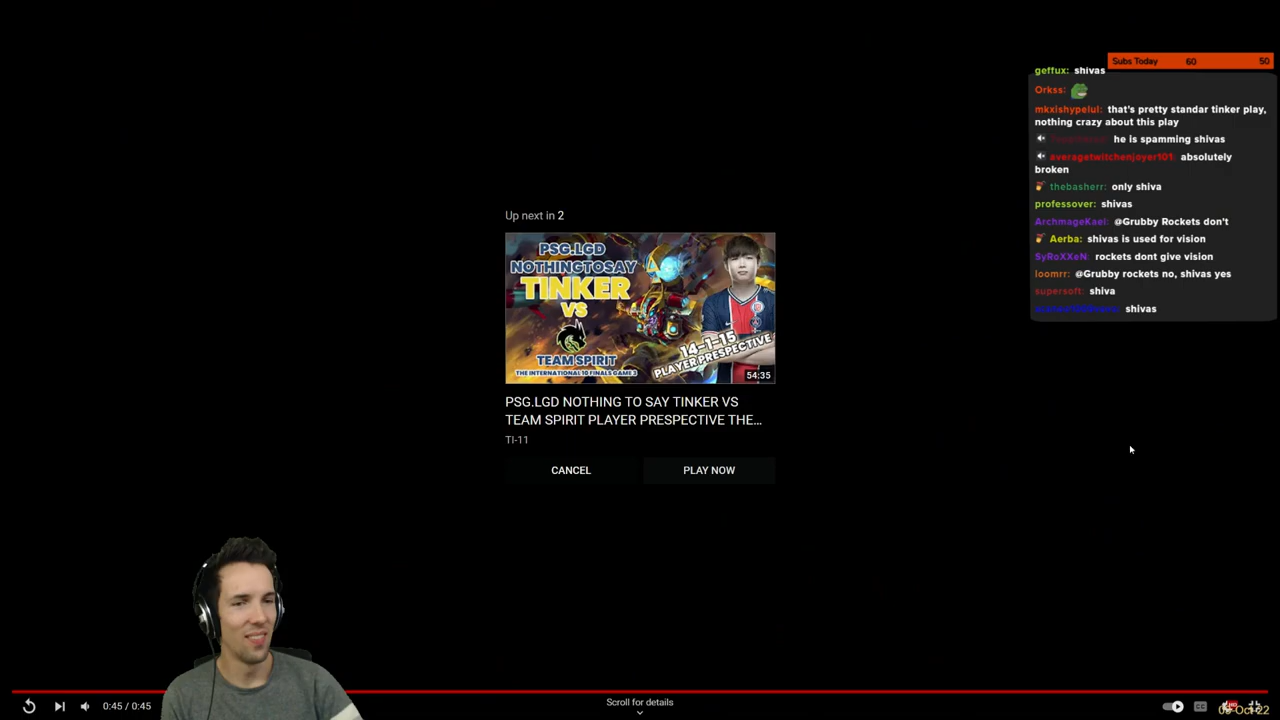 Subs Today 60 50
geffux: shivas
Orkss:
mkxishypelul: that's pretty standar tinker play,
nothing crazy about this play
he is spamming shivas
averagetwitchenjoyer101 absolutely
broken
thebasherr: only shiva
professover: shivas
ArchmageKael: @Grubby Rockets don't
Aerba: shivas is used for vision
SyRoXXeN: rockets dont give vision
loomrr: @Grubby rockets no, shivas yes
supersoft: shiva
shivas
Up next in 2
PSG.LGD
NOTHINGTOSAY
TINKER
VS
TEAM SPIRIT
THE INTERNATIONAL 10 FINALS GAME 3
14-1-15
PLAYER PRESPECTIVE
54:35
PSG.LGD NOTHING TO SAY TINKER VS
TEAM SPIRIT PLAYER PRESPECTIVE THE...
TI-11
CANCEL PLAY NOW
0:45 / 0:45
Scroll for details
CC
Oct 22